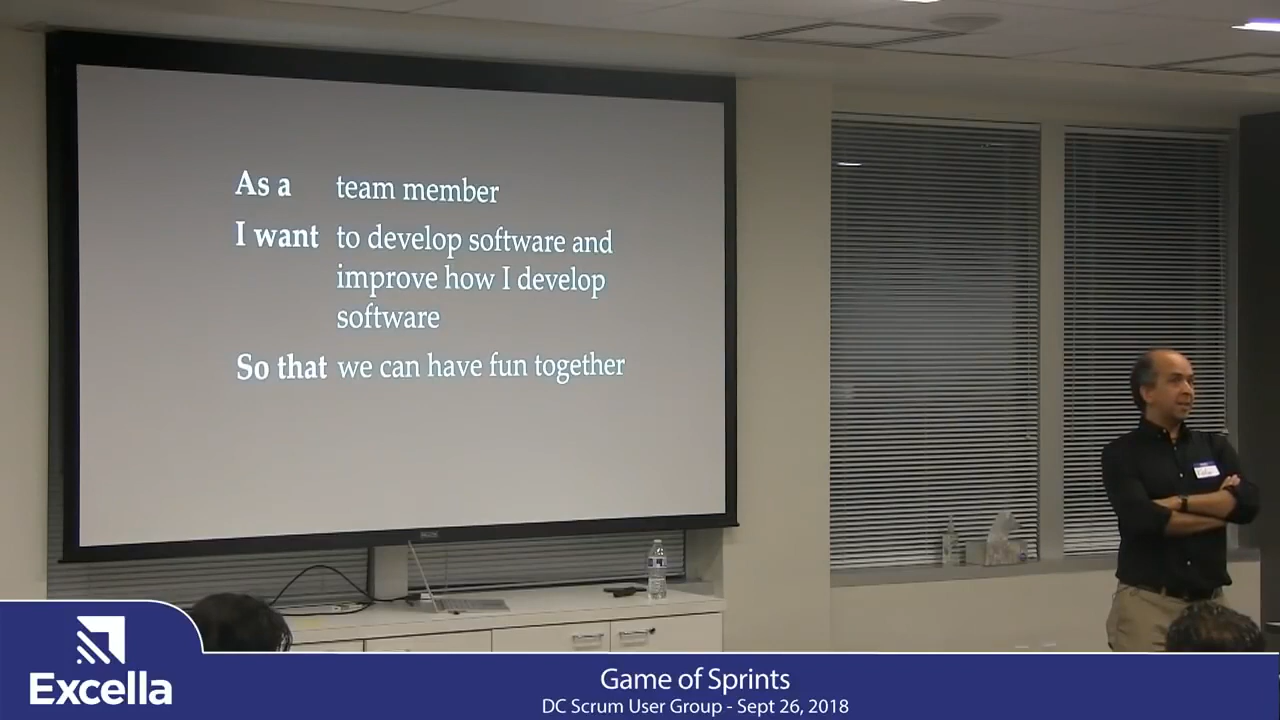 As a team member
I want to develop software and
improve how I develop
software
So that we can have fun together
Excella
Game of Sprints
DC Scrum User Group - Sept 26, 2018